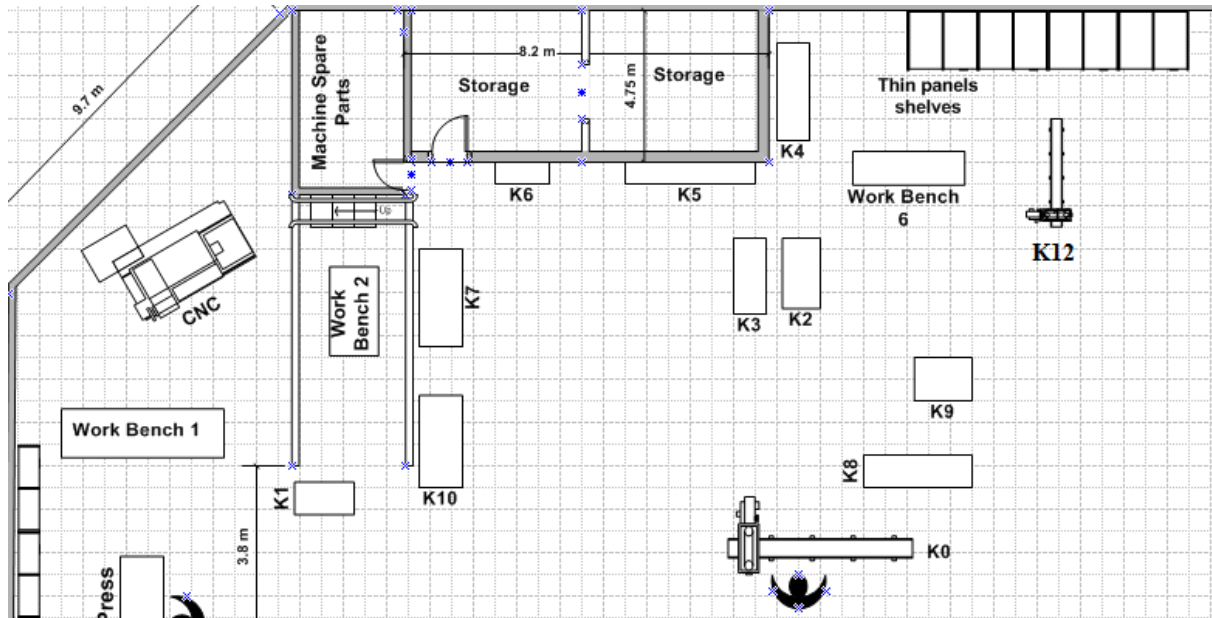 9.7 m
Machine Spare
Parts
8.2 m
Storage
4.75 m
Storage
K4
Thin panels
shelves
K6
K5
Work Bench
6
K12
Up
CNC
Work
Bench 2
K7
K3
K2
K9
Work Bench 1
K1
K10
K8
3.8 m
K0
Press